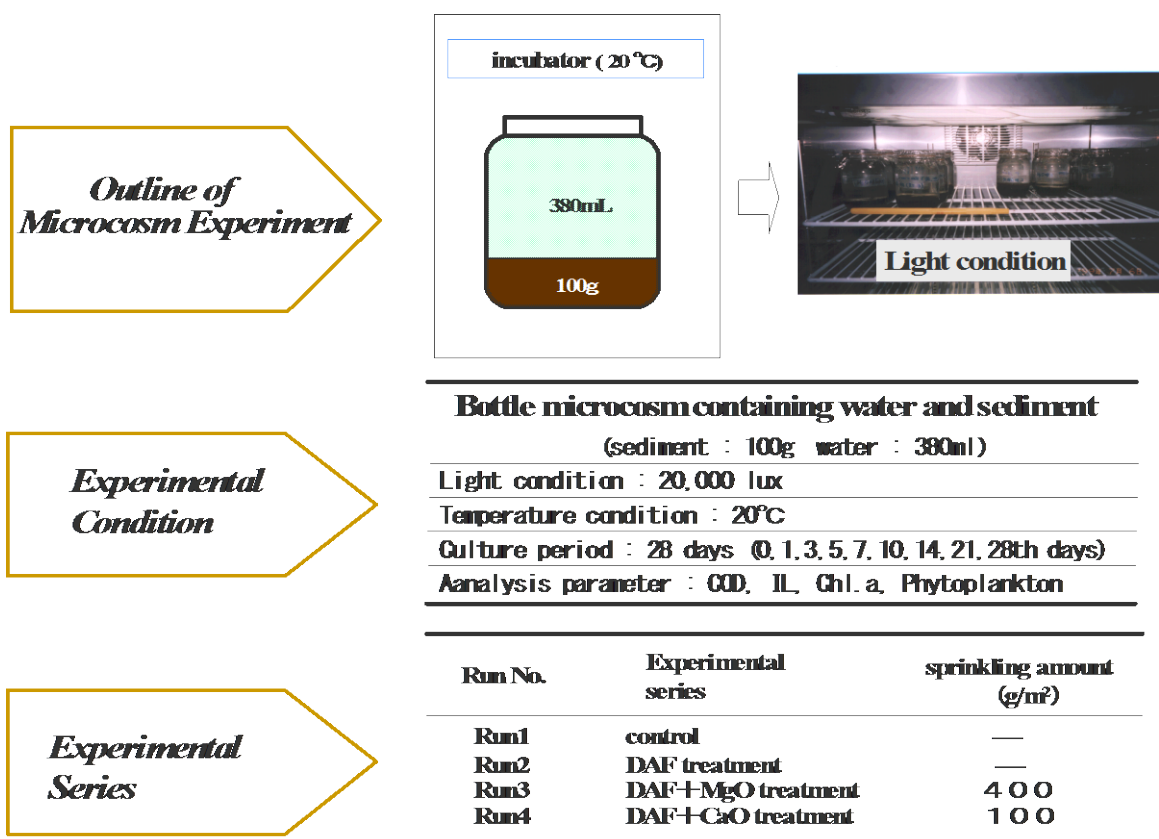 incubator ( 20 ℃)
380mL
100g
Light condition
Outline of
Microcosm Experiment
Bottle microcosm containing water and sediment
(sediment : 100g water : 380ml)
Light condition : 20,000 lux
Temperature condition : 20℃
Culture period : 28 days (0, 1, 3, 5, 7, 10, 14, 21, 28th days)
Aanalysis parameter : COD, IL, Chl.a, Phytoplankton
Experimental
Condition
Run No. Experimental series sprinkling amount (g/m²)
Run1 control —
Run2 DAF treatment —
Run3 DAF+MgO treatment 400
Run4 DAF+CaO treatment 100
Experimental
Series